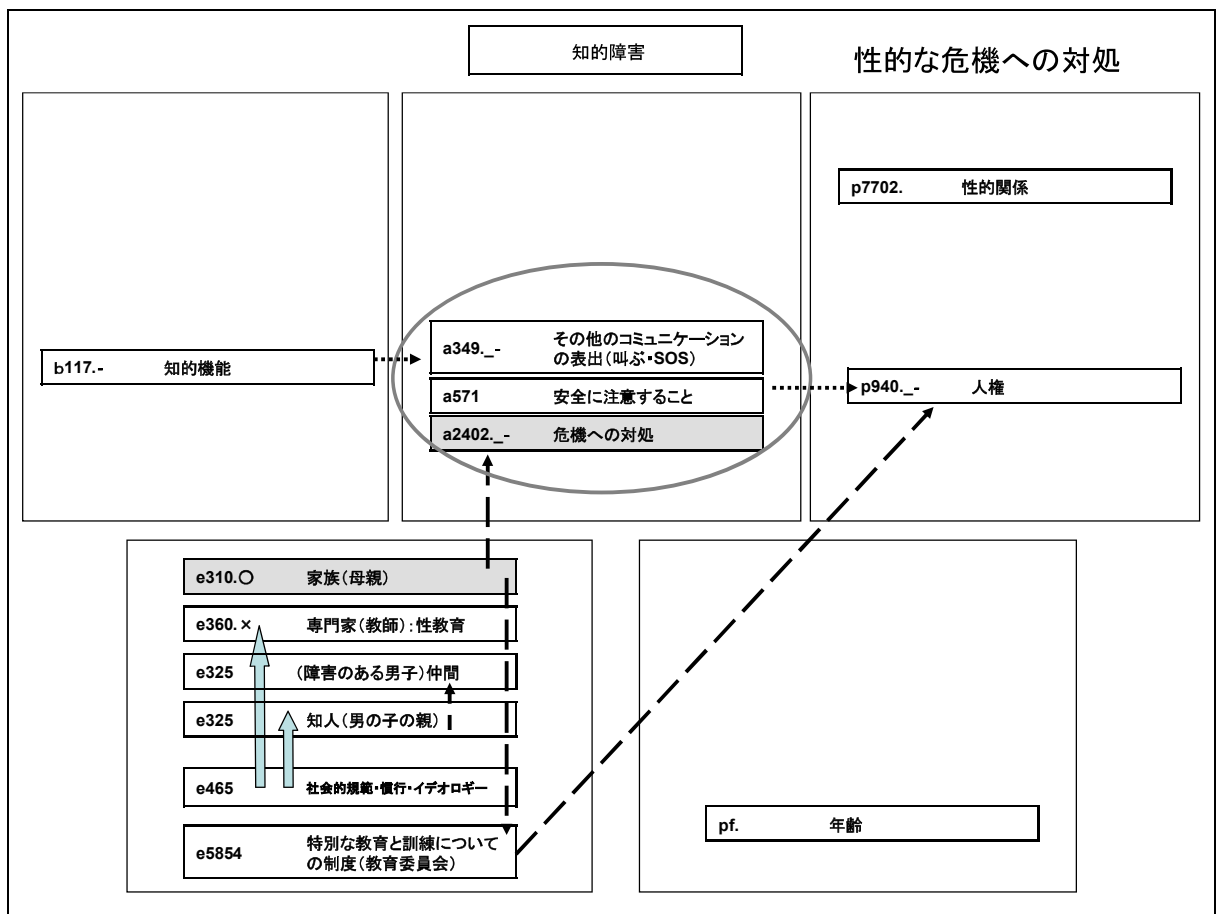 知的障害
性的な危機への対処
p7702. 性的関係
b117.- 知的機能
a349._- その他のコミュニケーション
の表出(叫ぶ・SOS)
a571 安全に注意すること
a2402._- 危機への対処
p940._- 人権
e310.〇 家族(母親)
e360.× 専門家(教師):性教育
e325 (障害のある男子)仲間
e325 知人(男の子の親)
e465 社会的規範・慣行・イデオロギー
e5854 特別な教育と訓練について
の制度(教育委員会)
pf. 年齢